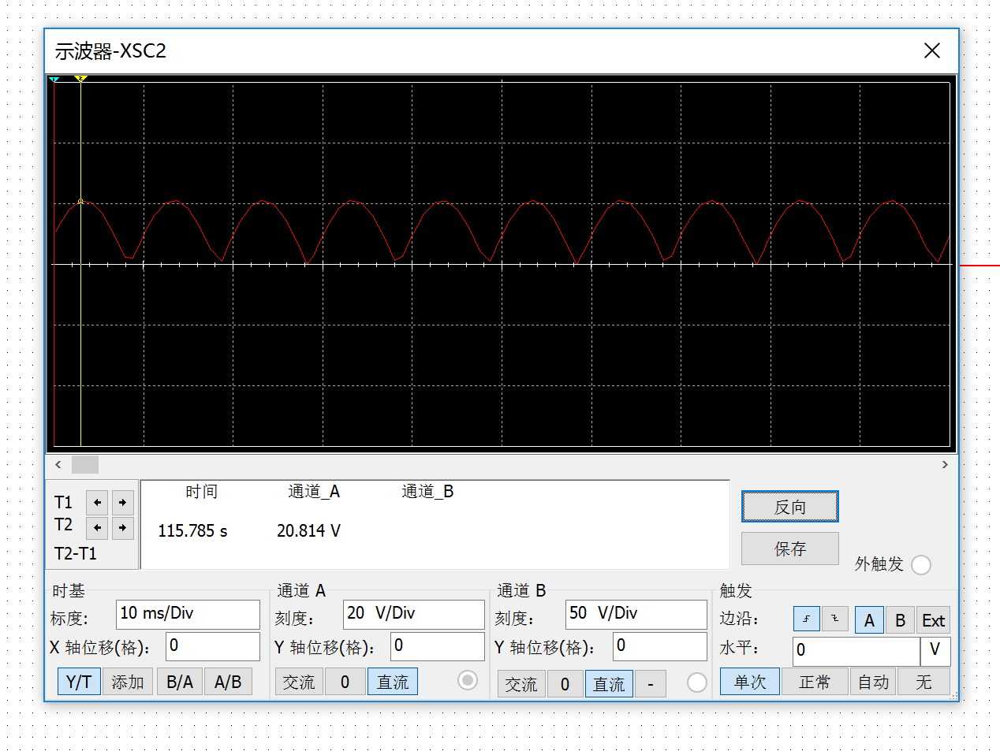 示波器-XSC2
1 2
T1
T2
T2-T1
时间 通道_A 通道_B
115.785 s 20.814 V
反向
保存
外触发
时基
标度: 10 ms/Div
X 轴位移(格): 0
Y/T 添加 B/A A/B
通道 A
刻度: 20 V/Div
Y 轴位移(格): 0
交流 0 直流
通道 B
刻度: 50 V/Div
Y 轴位移(格): 0
交流 0 直流 -
触发
边沿: A B Ext
水平: 0 V
单次 正常 自动 无